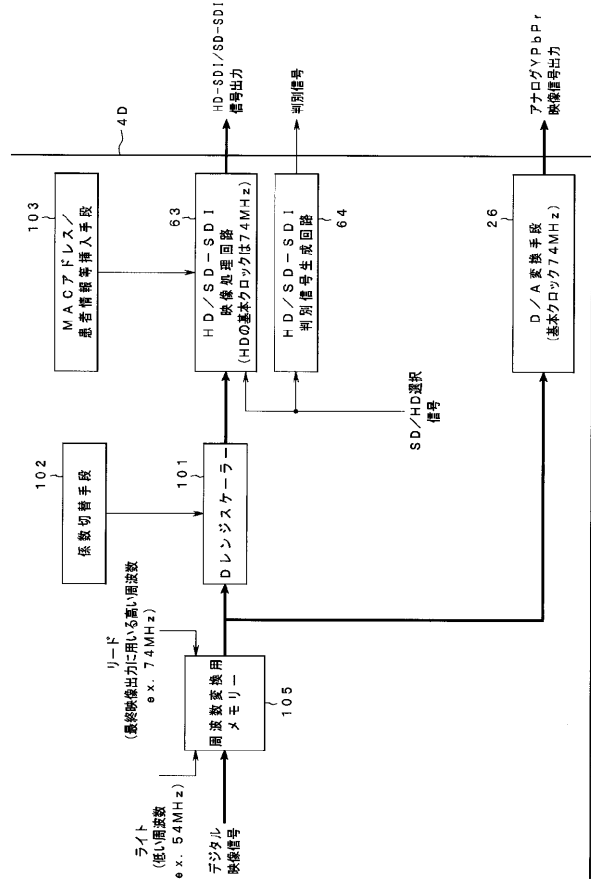 ライト
(低い周波数
ex. 54MHz)
デジタル
映像信号
リード
(最終映像出力に用いる高い周波数
ex. 74MHz)
周波数変換用
メモリー
105
係数切替手段
102
Dレンジスケーラー
101
MACアドレス/
患者情報等挿入手段
103
HD/SD-SDI
映像処理回路
(HDの基本クロックは74MHz)
63
HD/SD-SDI
判別信号生成回路
64
SD/HD選択
信号
D/A変換手段
(基本クロック74MHz)
26
4D
HD-SDI/SD-SDI
信号出力
判別信号
アナログYPbPr
映像信号出力